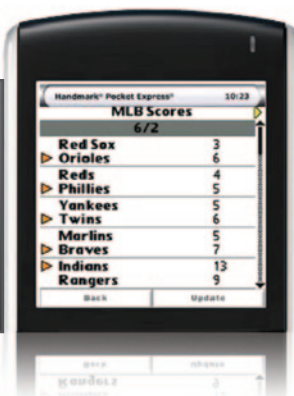 Handmark® Pocket Express® 10:23
MLB Scores
6/2
Red Sox 3
Orioles 6
Reds 4
Phillies 5
Yankees 5
Twins 6
Marlins 5
Braves 7
Indians 13
Rangers 9
Back Update